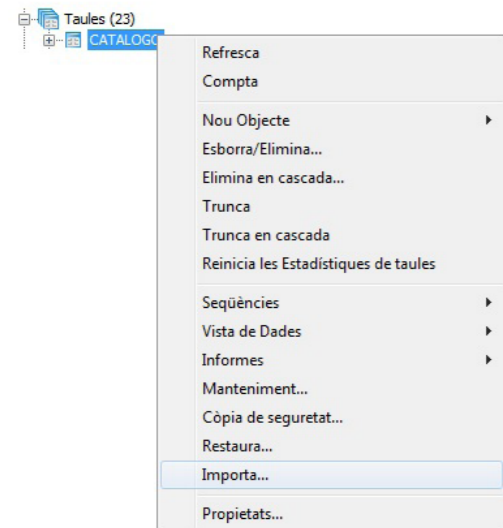 Taules (23)
CATALOGO
Refresca
Compta
Nou Objecte
Esborra/Elimina...
Elimina en cascada...
Trunca
Trunca en cascada
Reinicia les Estadístiques de taules
Seqüències
Vista de Dades
Informes
Manteniment...
Còpia de seguretat...
Restaura...
Importa...
Propietats...